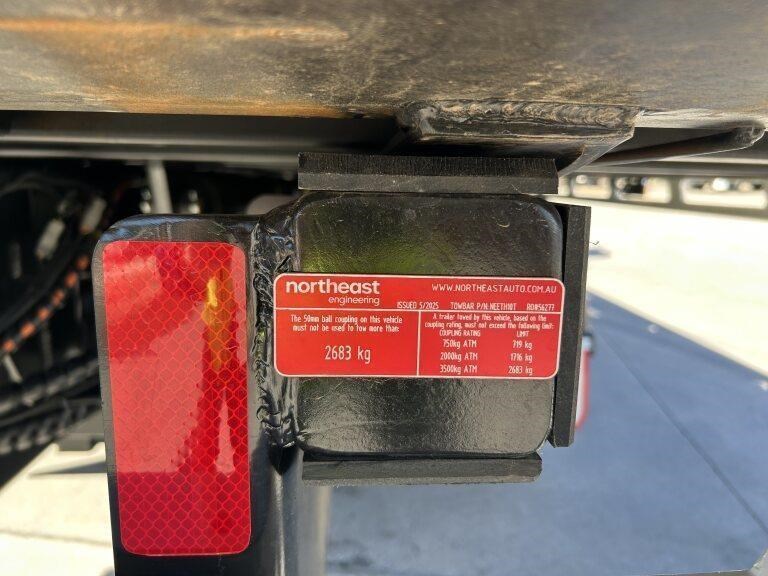 northeast
engineering
WWW.NORTHEASTAUTO.COM.AU
ISSUED 5/2025 TOWBAR P/N:NEETH10T RO#56277
The 50mm ball coupling on this vehicle
must not be used to tow more than:
2683 kg
A trailer towed by this vehicle, based on the
coupling rating, must not exceed the following limit:
COUPLING RATING LIMIT
750kg ATM 719 kg
2000kg ATM 1716 kg
3500kg ATM 2683 kg